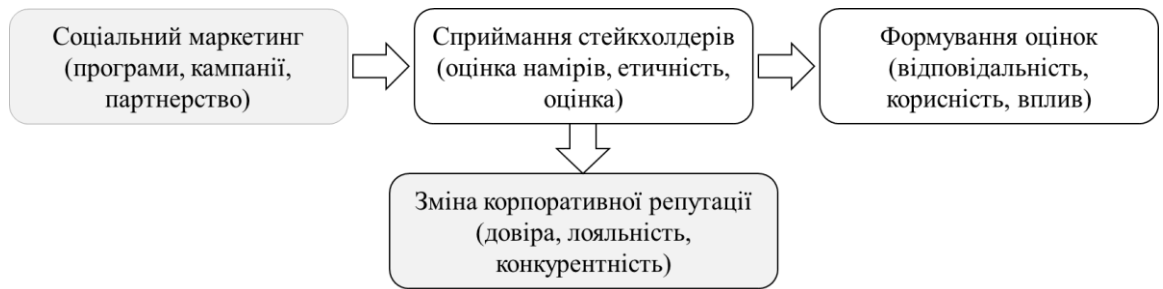 Соціальний маркетинг
(програми, кампанії,
партнерство)
Сприймання стейкхолдерів
(оцінка намірів, етичність,
оцінка)
Формування оцінок
(відповідальність,
корисність, вплив)
Зміна корпоративної репутації
(довіра, лояльність,
конкурентність)